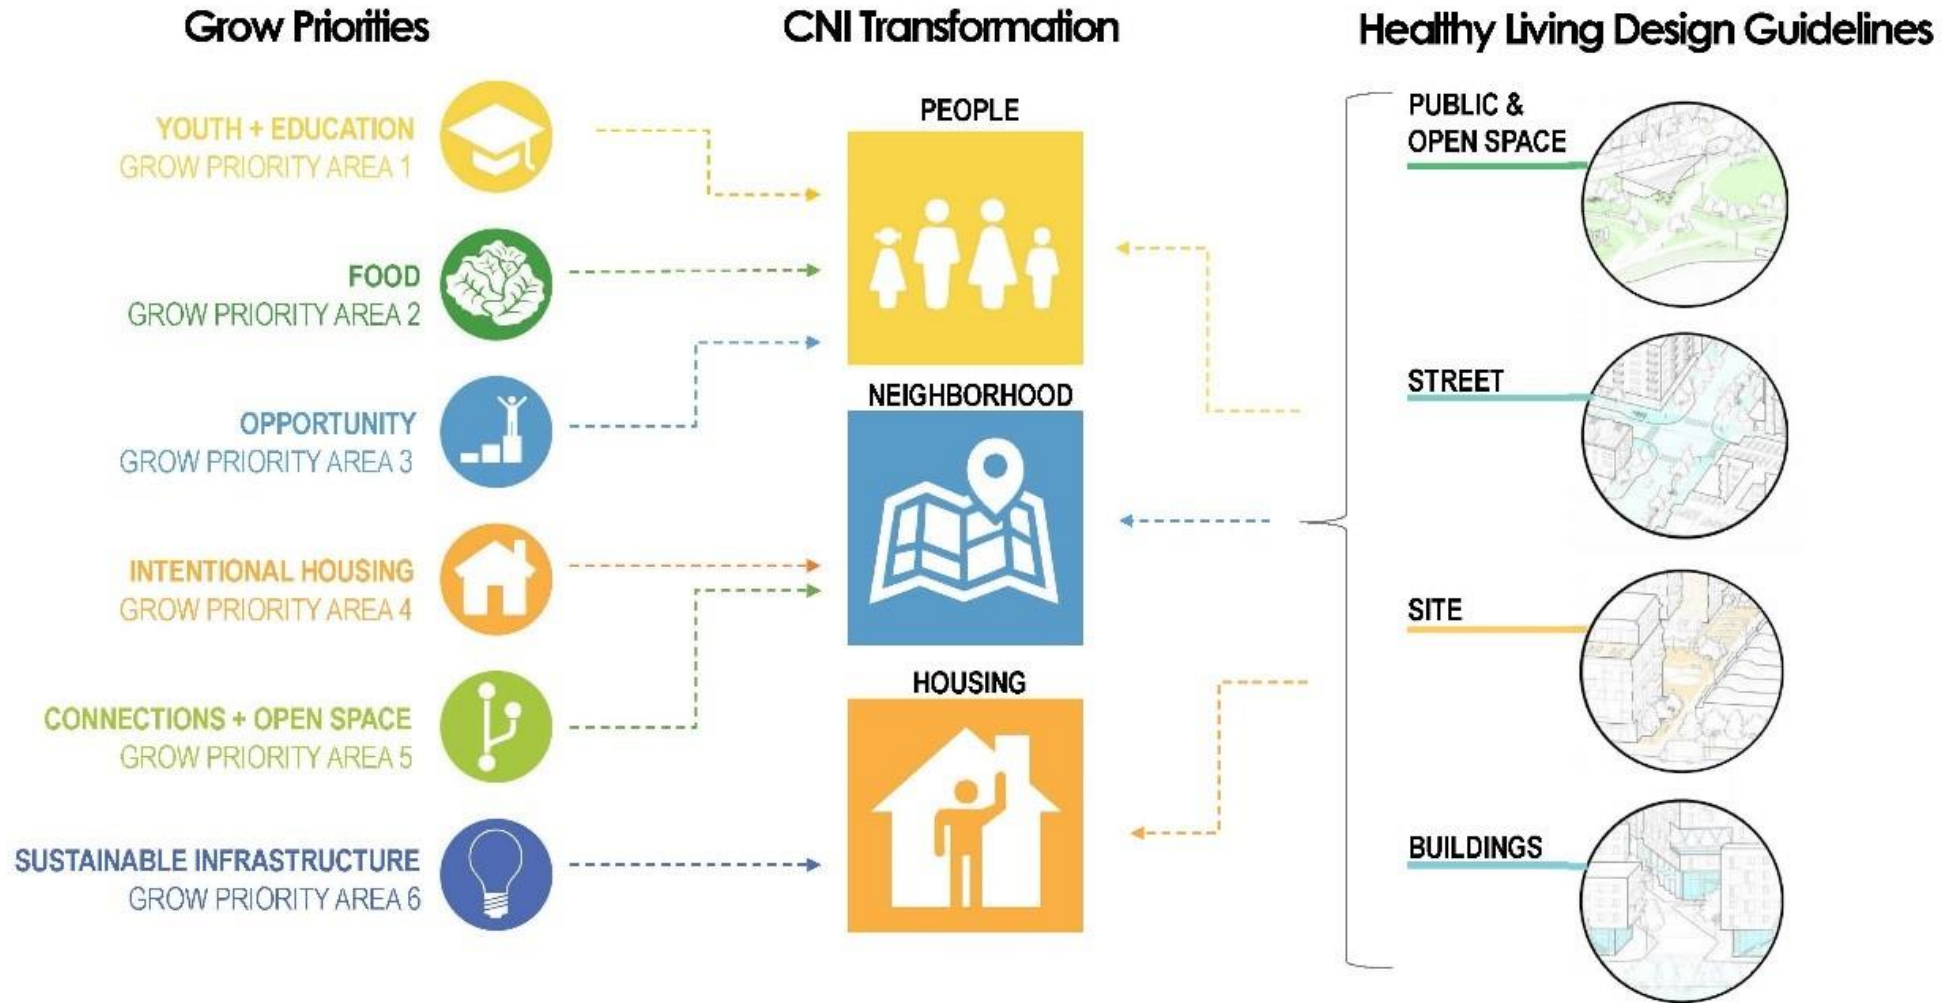 Grow Priorities
YOUTH + EDUCATION
GROW PRIORITY AREA 1
FOOD
GROW PRIORITY AREA 2
OPPORTUNITY
GROW PRIORITY AREA 3
INTENTIONAL HOUSING
GROW PRIORITY AREA 4
CONNECTIONS + OPEN SPACE
GROW PRIORITY AREA 5
SUSTAINABLE INFRASTRUCTURE
GROW PRIORITY AREA 6
CNI Transformation
PEOPLE
NEIGHBORHOOD
HOUSING
Healthy Living Design Guidelines
PUBLIC &
OPEN SPACE
STREET
SITE
BUILDINGS